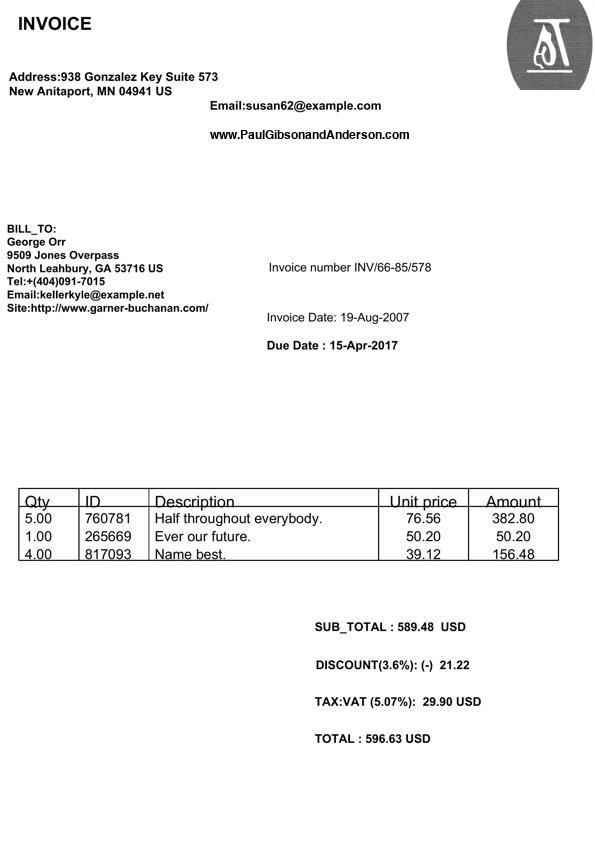 INVOICE
Address:938 Gonzalez Key Suite 573
New Anitaport, MN 04941 US
Email:susan62@example.com
www.PaulGibsonandAnderson.com
BILL_TO:
George Orr
9509 Jones Overpass
North Leahbury, GA 53716 US
Tel:+(404)091-7015
Email:kellerkyle@example.net
Site:http://www.garner-buchanan.com/
Invoice number INV/66-85/578
Invoice Date: 19-Aug-2007
Due Date : 15-Apr-2017
Qty ID Description Unit price Amount
5.00 760781 Half throughout everybody. 76.56 382.80
1.00 265669 Ever our future. 50.20 50.20
4.00 817093 Name best. 39.12 156.48
SUB_TOTAL : 589.48 USD
DISCOUNT(3.6%): (-) 21.22
TAX:VAT (5.07%): 29.90 USD
TOTAL : 596.63 USD